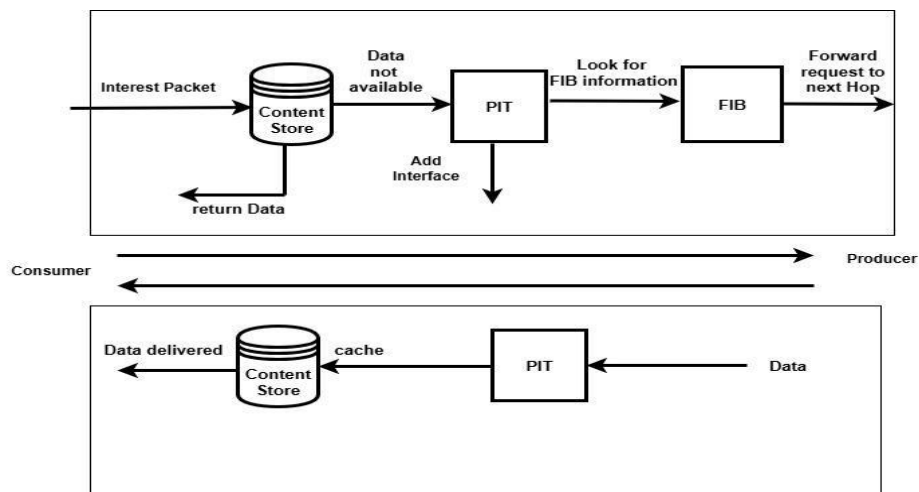 Interest Packet
Content
Store
Data
not
available
PIT
Look for
FIB information
FIB
Forward
request to
next Hop
Add
Interface
return Data
Consumer
Producer
Data delivered
Content
Store
cache
PIT
Data